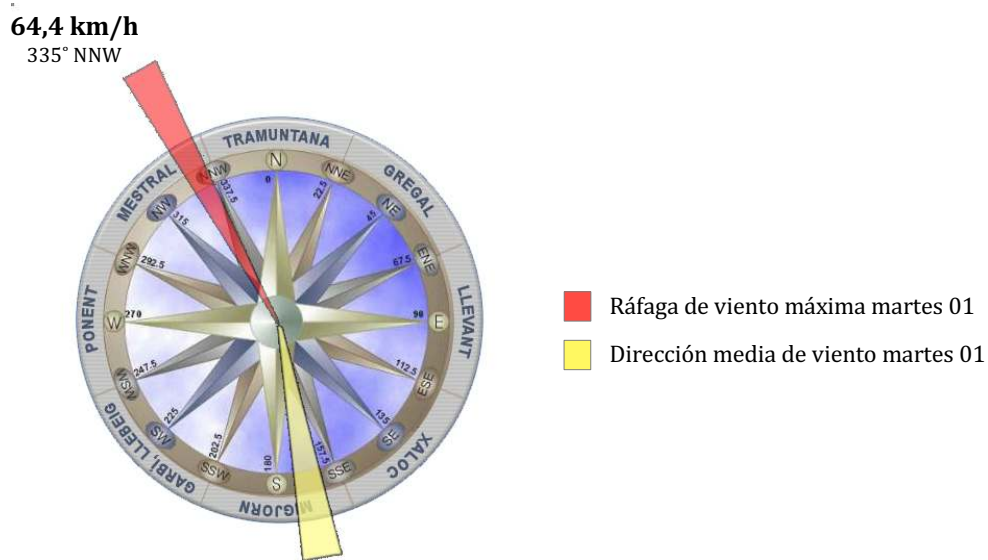 64,4 km/h
335° NNW
TRAMUNTANA
GREGAL
LLEVANT
XALOC
MIGJORN
GARBÍ, LLEBEIG
PONENT
MESTRAL
N
NNE
NE
ENE
E
ESE
SE
SSE
S
SSW
SW
WSW
W
WNW
NW
NNW
0
22.5
45
67.5
90
112.5
135
157.5
180
202.5
225
247.5
270
292.5
315
337.5
Ráfaga de viento máxima martes 01
Dirección media de viento martes 01